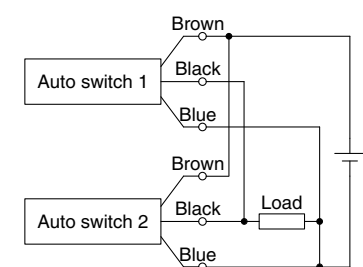 Brown
Auto switch 1
Black
Blue
Brown
Auto switch 2
Black
Load
Blue